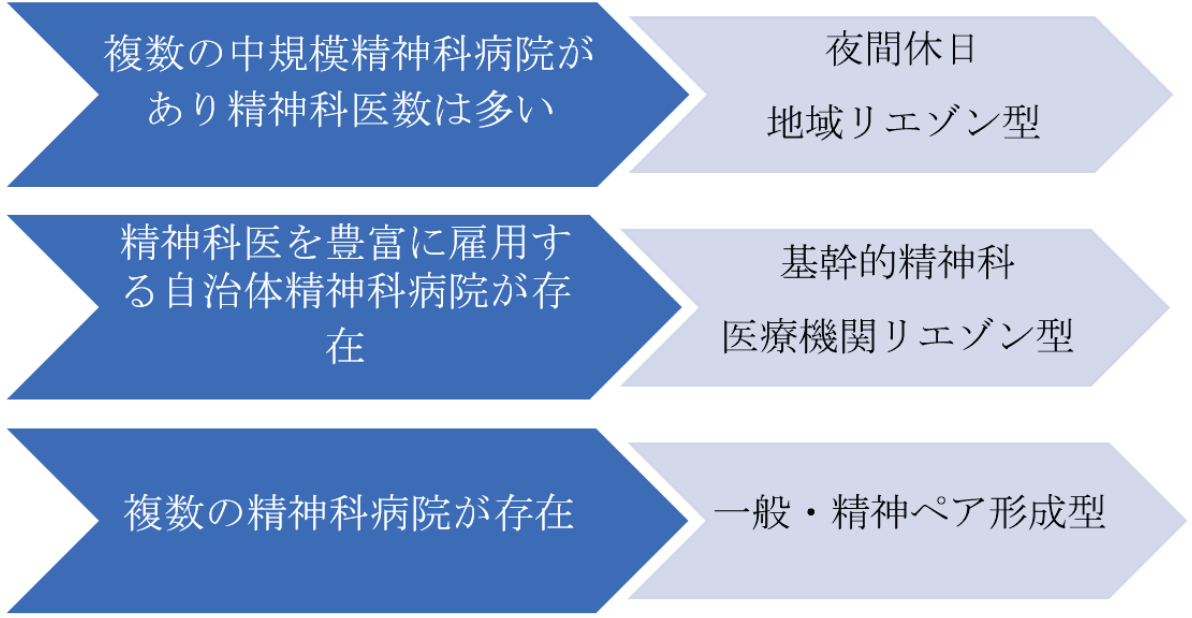 複数の中規模精神科病院が
あり精神科医数は多い
夜間休日
地域リエゾン型
精神科医を豊富に雇用す
る自治体精神科病院が存
在
基幹的精神科
医療機関リエゾン型
複数の精神科病院が存在
一般・精神ペア形成型